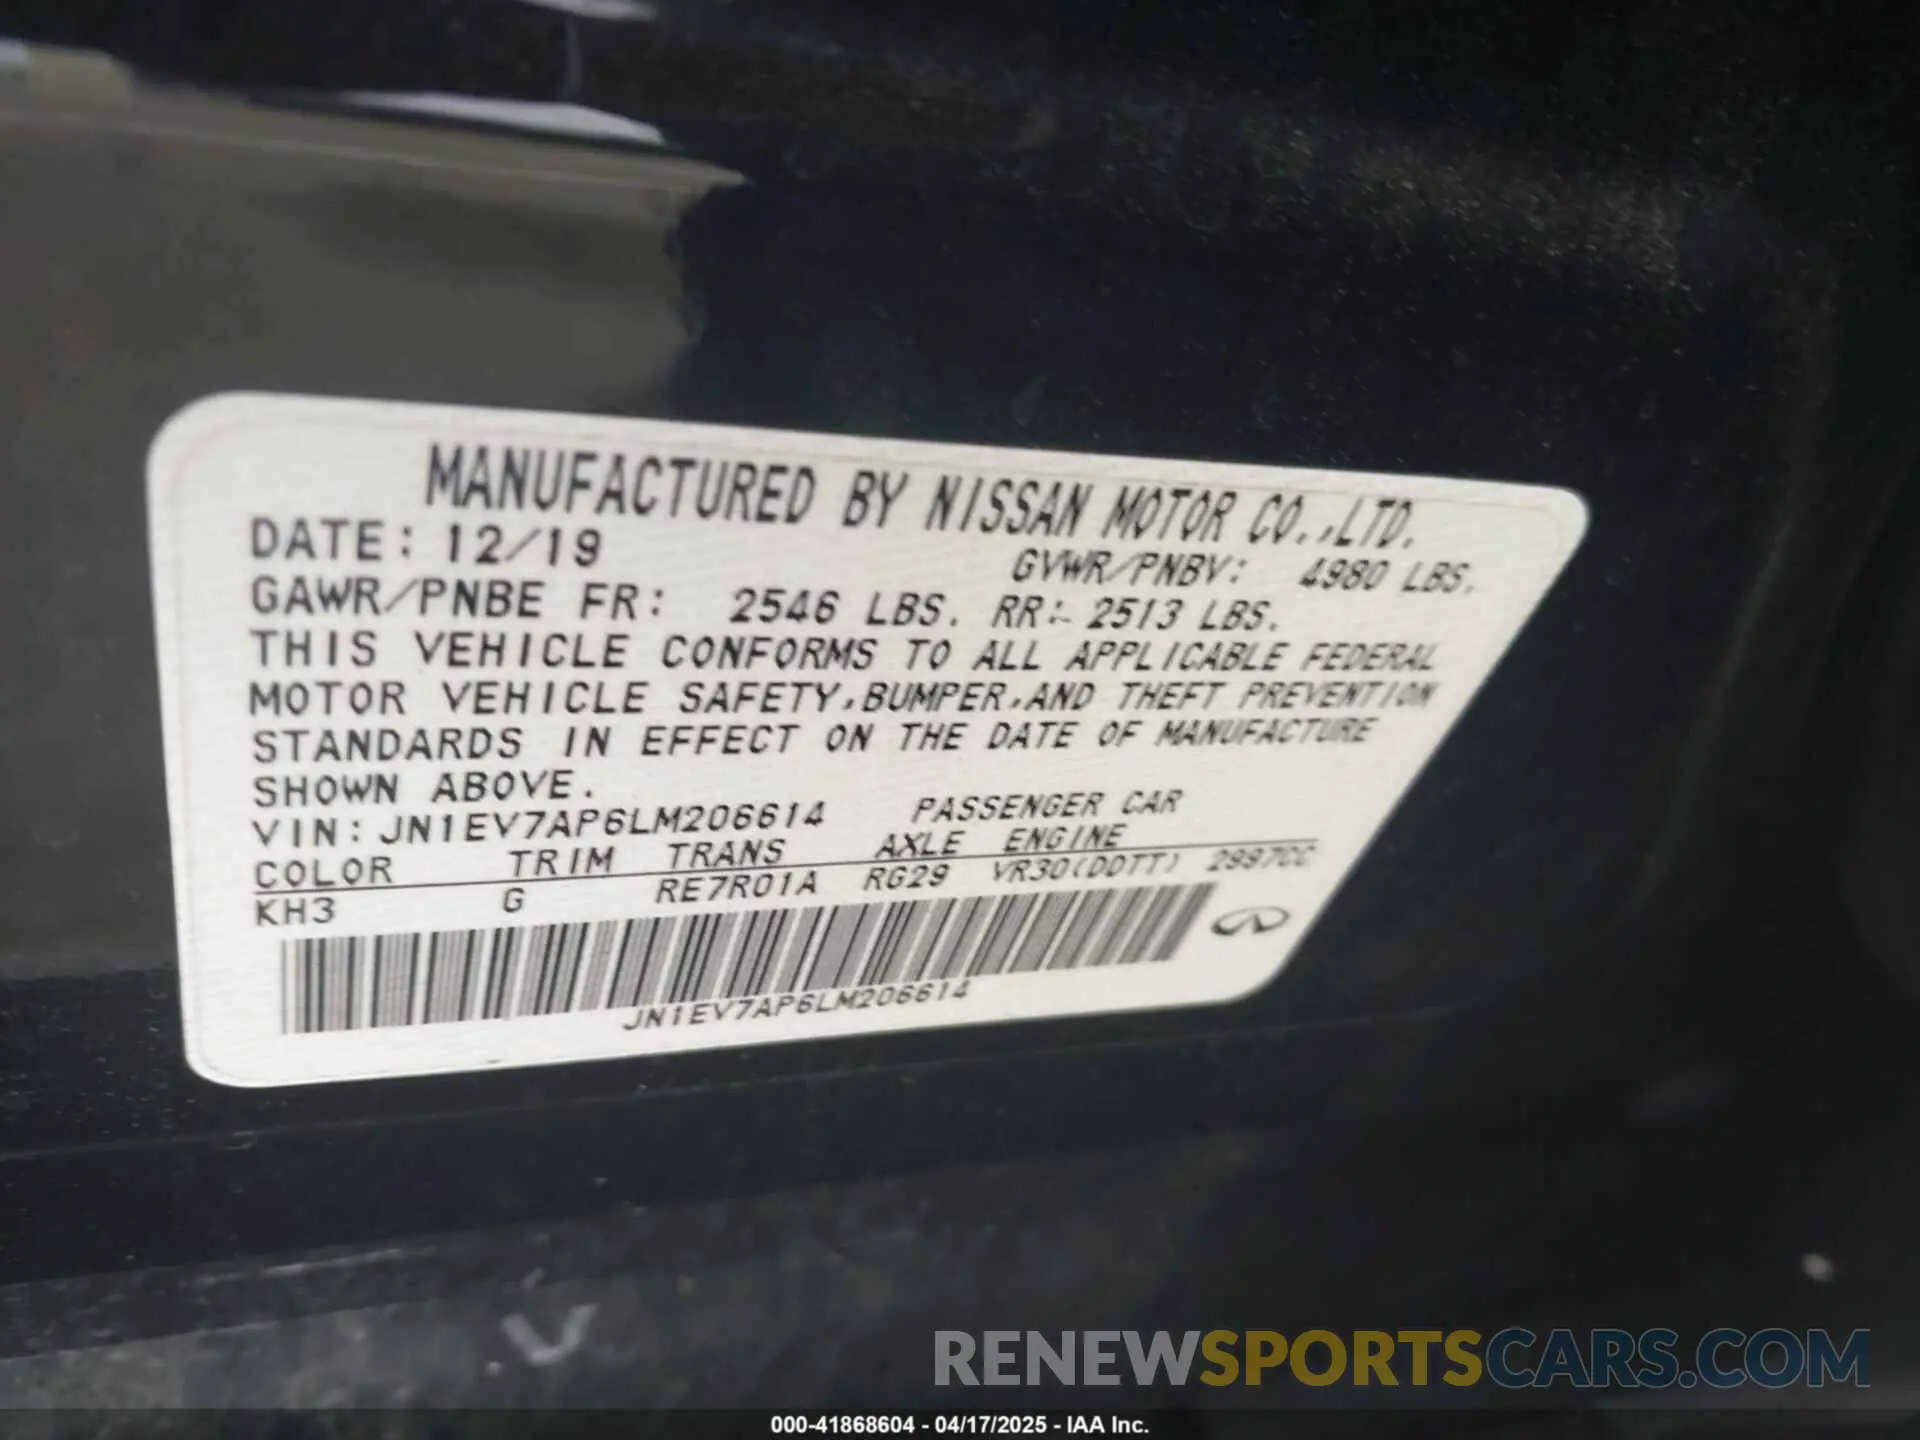 MANUFACTURED BY NISSAN MOTOR CO.,LTD.
DATE: 12/19
GVWR/PNBV: 4980 LBS.
GAWR/PNBE FR: 2546 LBS. RR: 2513 LBS.
THIS VEHICLE CONFORMS TO ALL APPLICABLE FEDERAL
MOTOR VEHICLE SAFETY,BUMPER,AND THEFT PREVENTION
STANDARDS IN EFFECT ON THE DATE OF MANUFACTURE
SHOWN ABOVE.
VIN: JN1EV7AP6LM206614 PASSENGER CAR
COLOR TRIM TRANS AXLE ENGINE
KH3 G RE7R01A RG29 VR30(DDTT) 2997CC
JN1EV7AP6LM206614
RENEWSPORTSCARS.COM
000-41868604 - 04/17/2025 - IAA Inc.